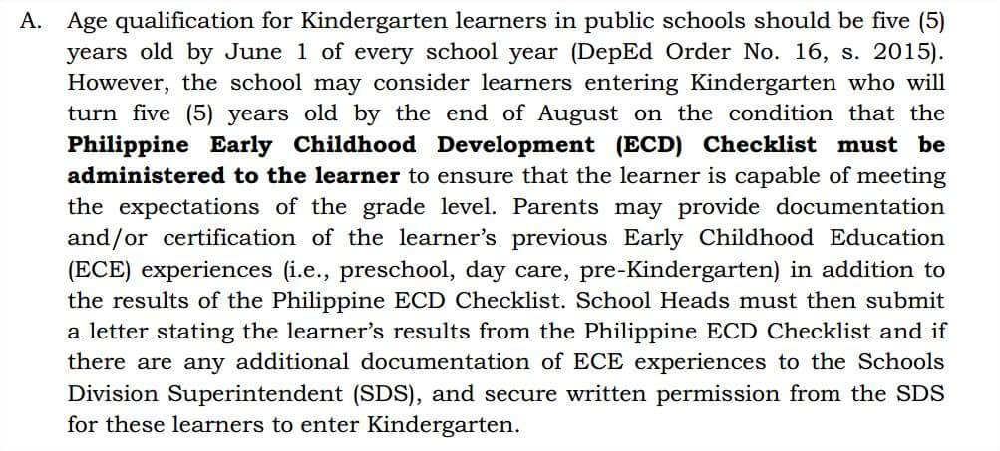 A. Age qualification for Kindergarten learners in public schools should be five (5)
years old by June 1 of every school year (DepEd Order No. 16, s. 2015).
However, the school may consider learners entering Kindergarten who will
turn five (5) years old by the end of August on the condition that the
Philippine Early Childhood Development (ECD) Checklist must be
administered to the learner to ensure that the learner is capable of meeting
the expectations of the grade level. Parents may provide documentation
and/or certification of the learner’s previous Early Childhood Education
(ECE) experiences (i.e., preschool, day care, pre-Kindergarten) in addition to
the results of the Philippine ECD Checklist. School Heads must then submit
a letter stating the learner’s results from the Philippine ECD Checklist and if
there are any additional documentation of ECE experiences to the Schools
Division Superintendent (SDS), and secure written permission from the SDS
for these learners to enter Kindergarten.